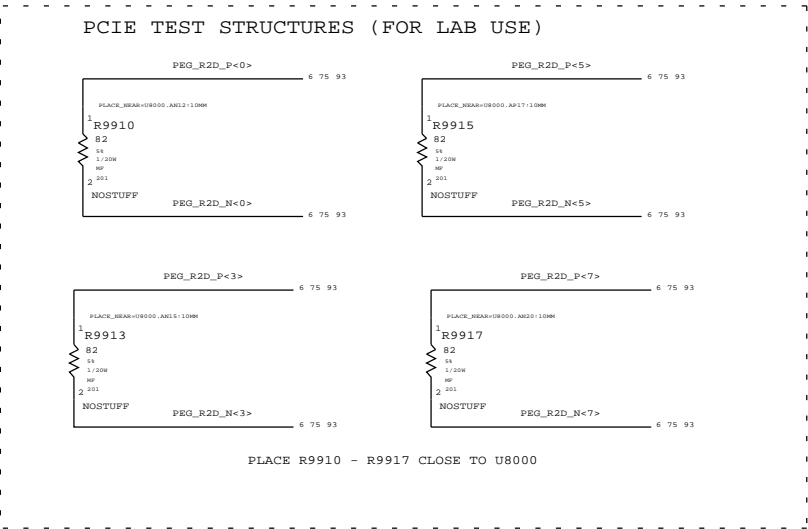 PCIE TEST STRUCTURES (FOR LAB USE)
PEG_R2D_P<0>
6 75 93
PLACE_NEAR=U8000.AN12:10MM
1
R9910
82
5%
1/20W
MF
201
2
NOSTUFF
PEG_R2D_N<0>
6 75 93
PEG_R2D_P<5>
6 75 93
PLACE_NEAR=U8000.AP17:10MM
1
R9915
82
5%
1/20W
MF
201
2
NOSTUFF
PEG_R2D_N<5>
6 75 93
PEG_R2D_P<3>
6 75 93
PLACE_NEAR=U8000.AN15:10MM
1
R9913
82
5%
1/20W
MF
201
2
NOSTUFF
PEG_R2D_N<3>
6 75 93
PEG_R2D_P<7>
6 75 93
PLACE_NEAR=U8000.AN20:10MM
1
R9917
82
5%
1/20W
MF
201
2
NOSTUFF
PEG_R2D_N<7>
6 75 93
PLACE R9910 - R9917 CLOSE TO U8000